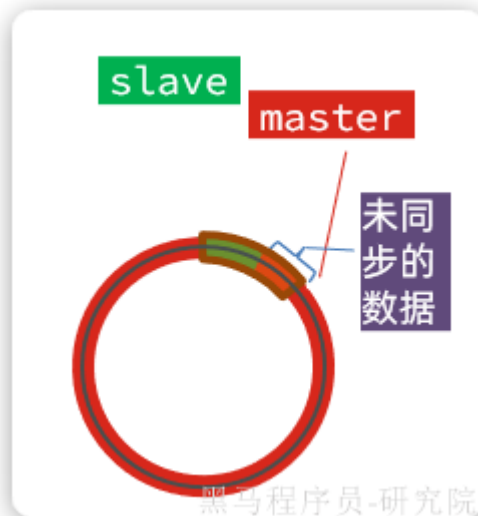 slave
master
未同
步的
数据
黑马程序员-研究院